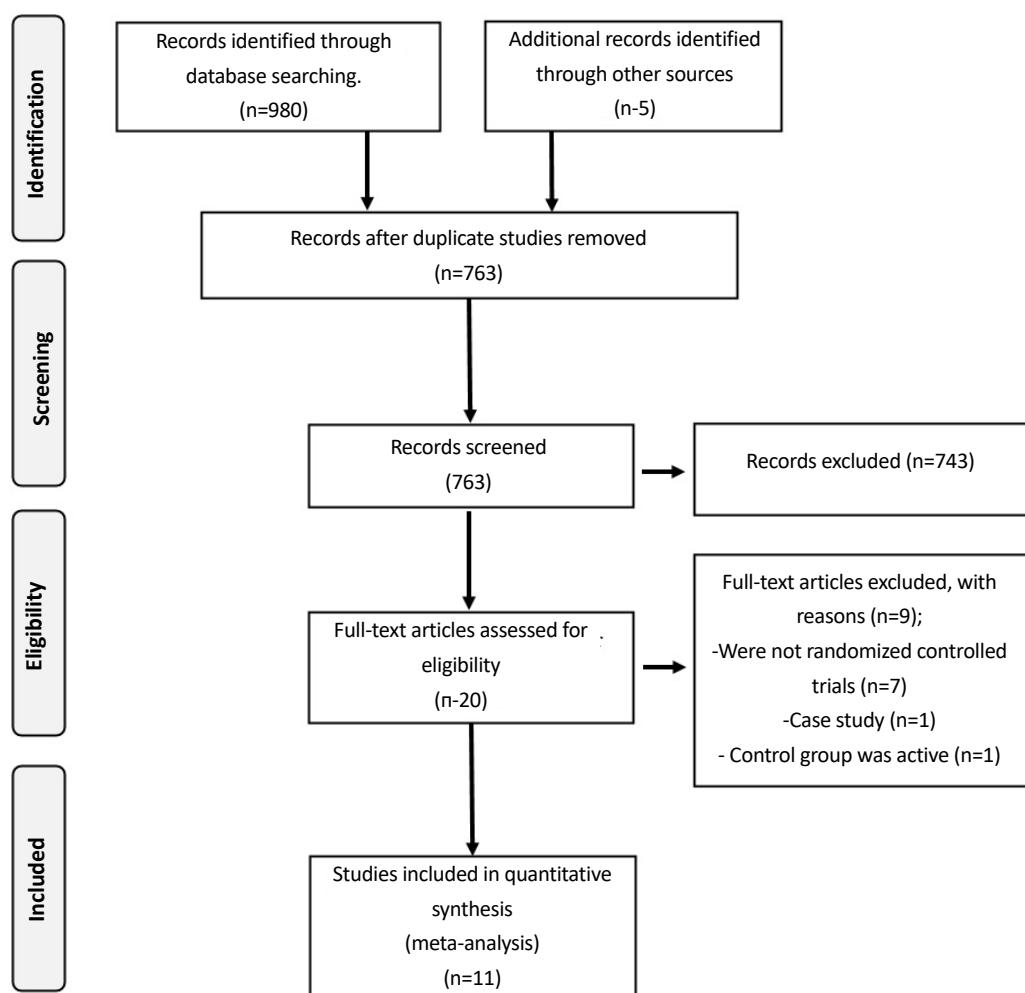 Identification
Records identified through
database searching.
(n=980)
Additional records identified
through other sources
(n-5)
Records after duplicate studies removed
(n=763)
Screening
Records screened
(763)
Records excluded (n=743)
Eligibility
Full-text articles assessed for
eligibility
(п-20)
Full-text articles excluded, with
reasons (n=9);
-Were not randomized controlled
trials (n=7)
-Case study (n=1)
- Control group was active (n=1)
Included
Studies included in quantitative
synthesis
(meta-analysis)
(n=11)